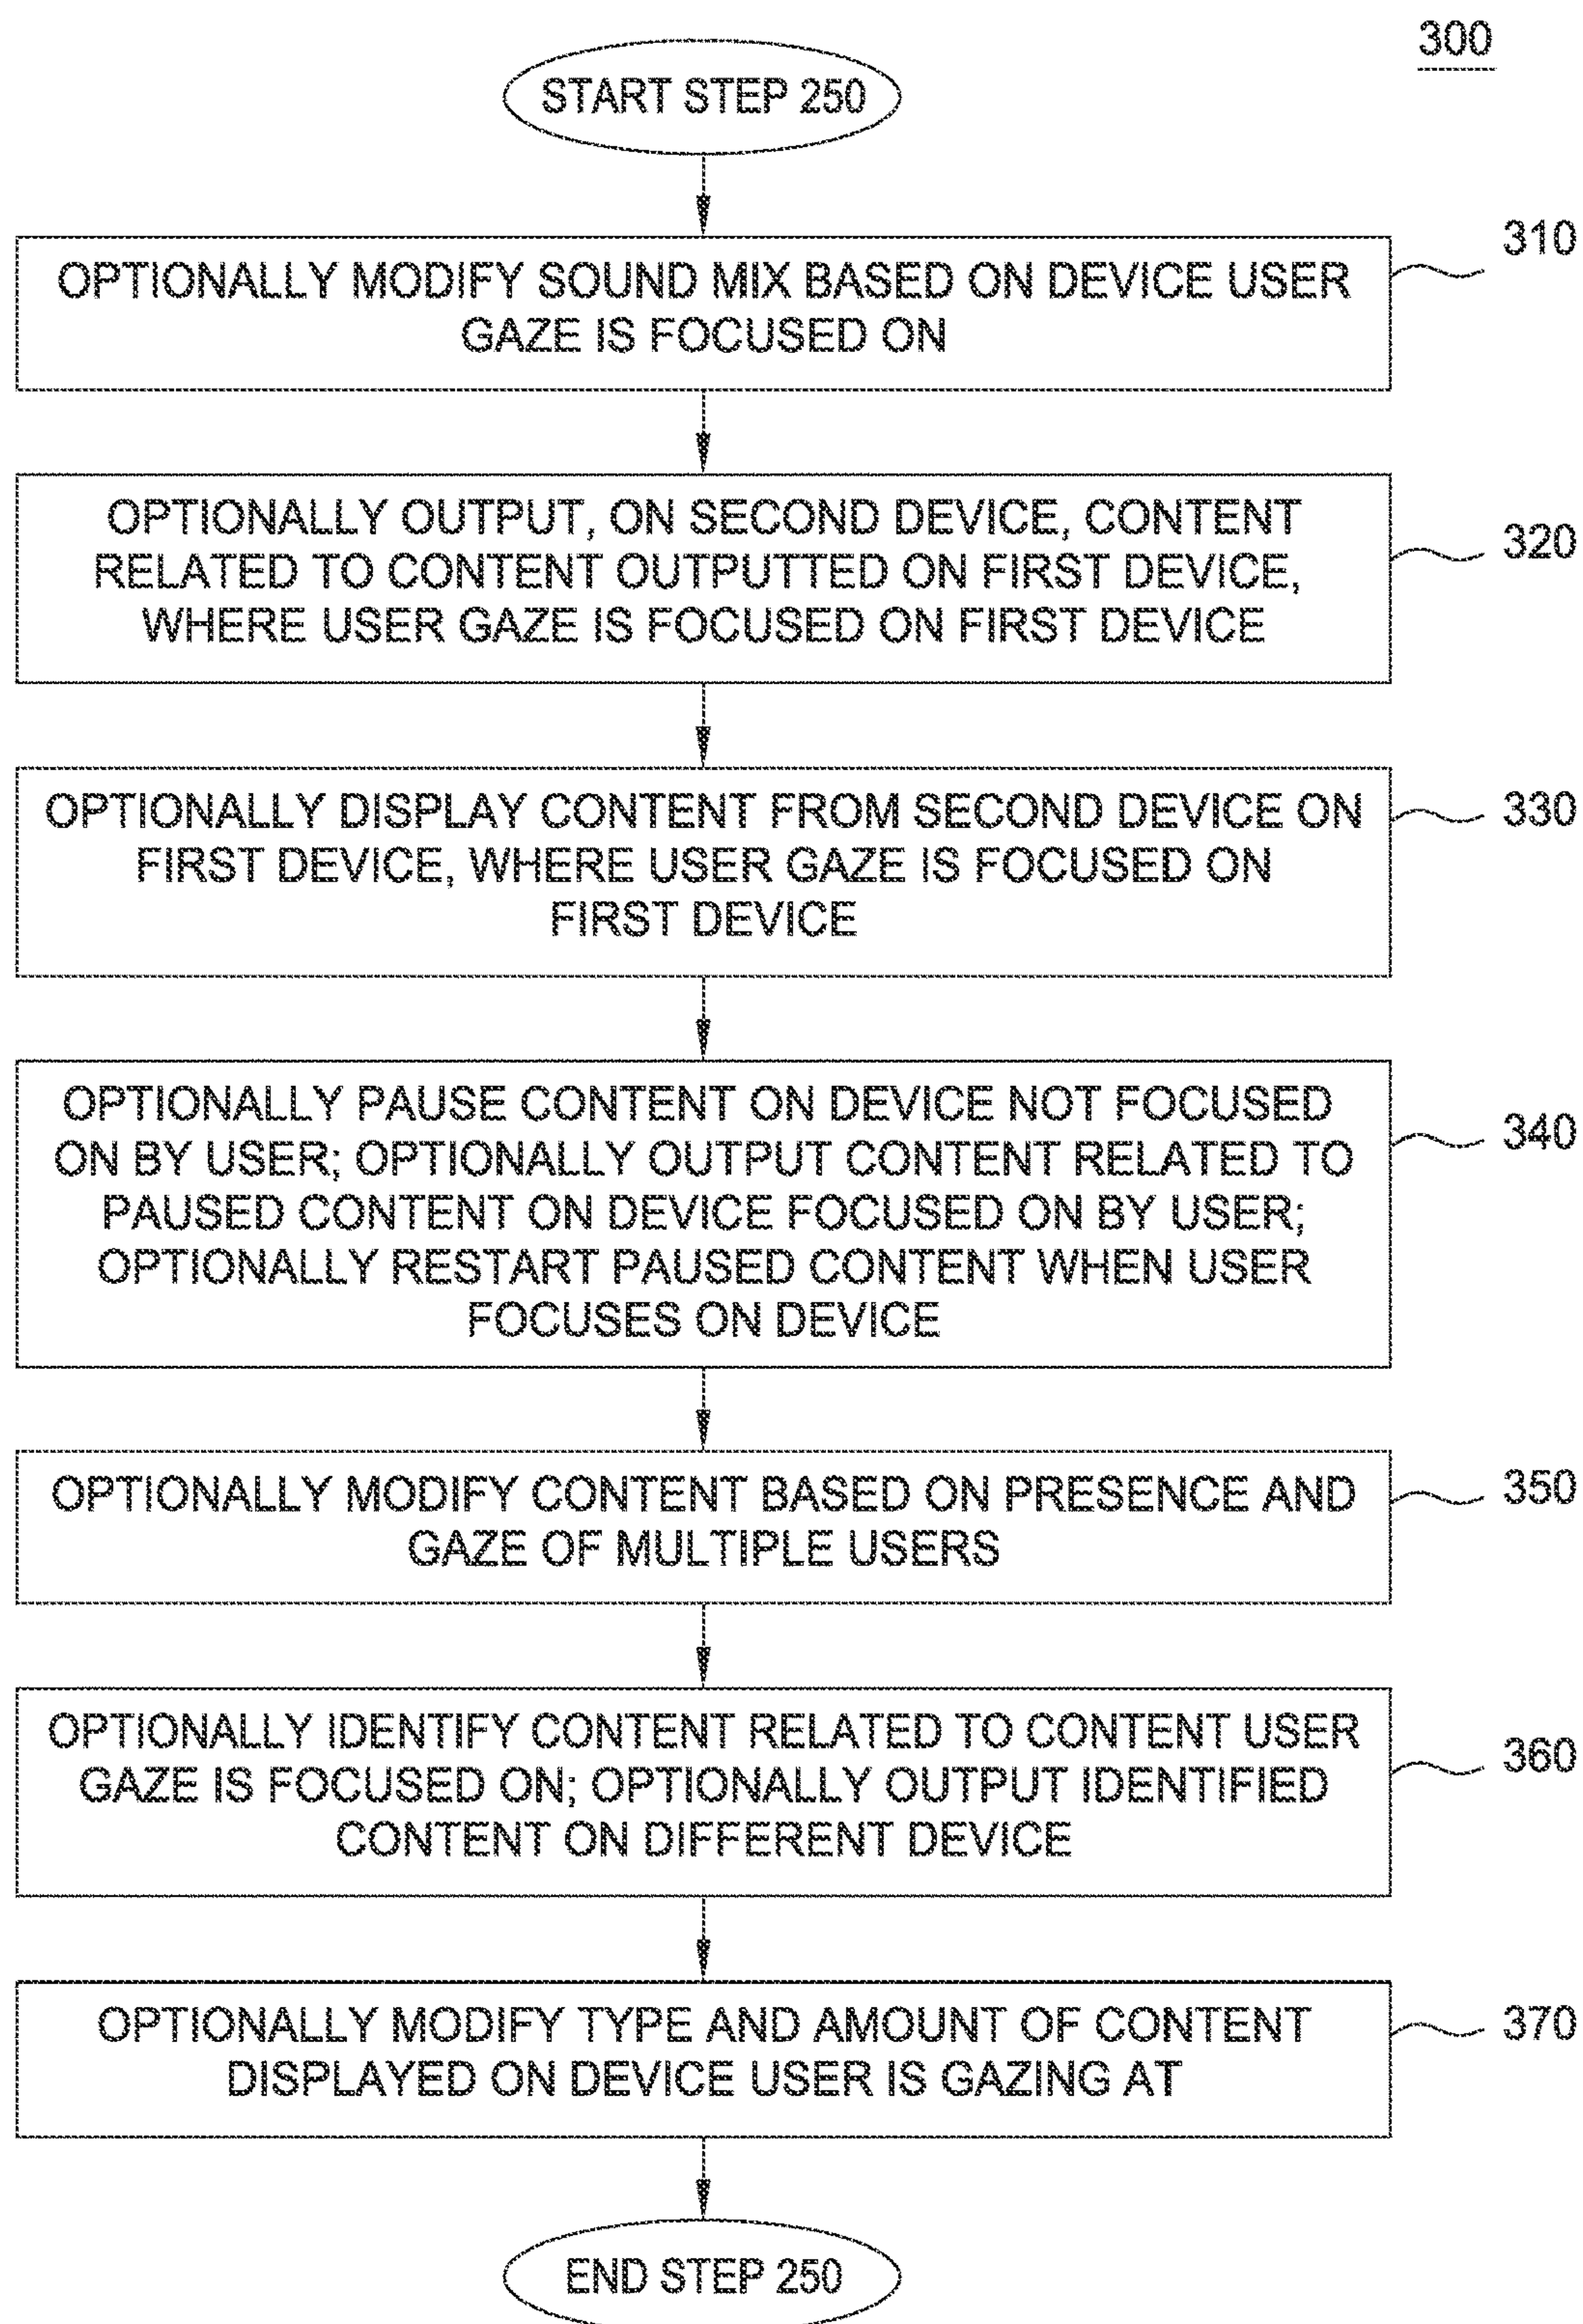 300
START STEP 250
310
OPTIONALLY MODIFY SOUND MIX BASED ON DEVICE USER
GAZE IS FOCUSED ON
320
OPTIONALLY OUTPUT, ON SECOND DEVICE, CONTENT
RELATED TO CONTENT OUTPUTTED ON FIRST DEVICE,
WHERE USER GAZE IS FOCUSED ON FIRST DEVICE
330
OPTIONALLY DISPLAY CONTENT FROM SECOND DEVICE ON
FIRST DEVICE, WHERE USER GAZE IS FOCUSED ON
FIRST DEVICE
340
OPTIONALLY PAUSE CONTENT ON DEVICE NOT FOCUSED
ON BY USER; OPTIONALLY OUTPUT CONTENT RELATED TO
PAUSED CONTENT ON DEVICE FOCUSED ON BY USER;
OPTIONALLY RESTART PAUSED CONTENT WHEN USER
FOCUSES ON DEVICE
350
OPTIONALLY MODIFY CONTENT BASED ON PRESENCE AND
GAZE OF MULTIPLE USERS
360
OPTIONALLY IDENTIFY CONTENT RELATED TO CONTENT USER
GAZE IS FOCUSED ON; OPTIONALLY OUTPUT IDENTIFIED
CONTENT ON DIFFERENT DEVICE
370
OPTIONALLY MODIFY TYPE AND AMOUNT OF CONTENT
DISPLAYED ON DEVICE USER IS GAZING AT
END STEP 250